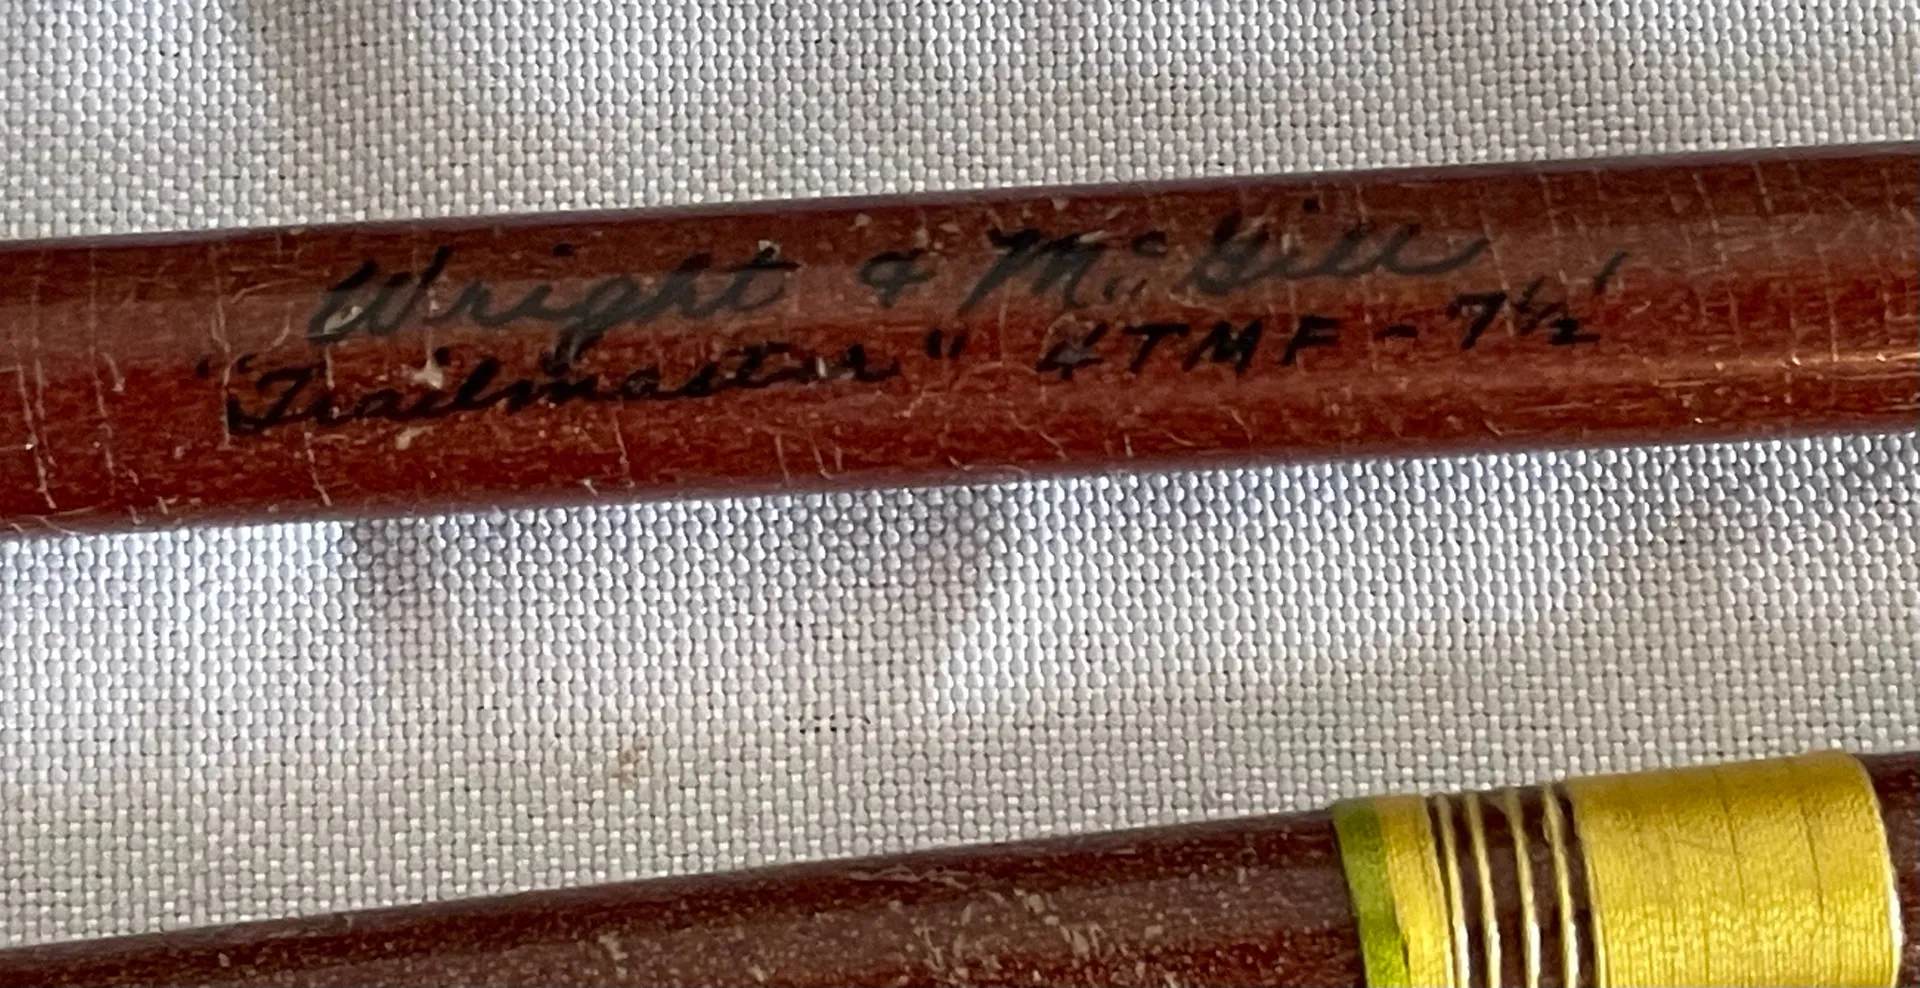 Wright & McGill
"Trailmaster" 4TMF - 7½'